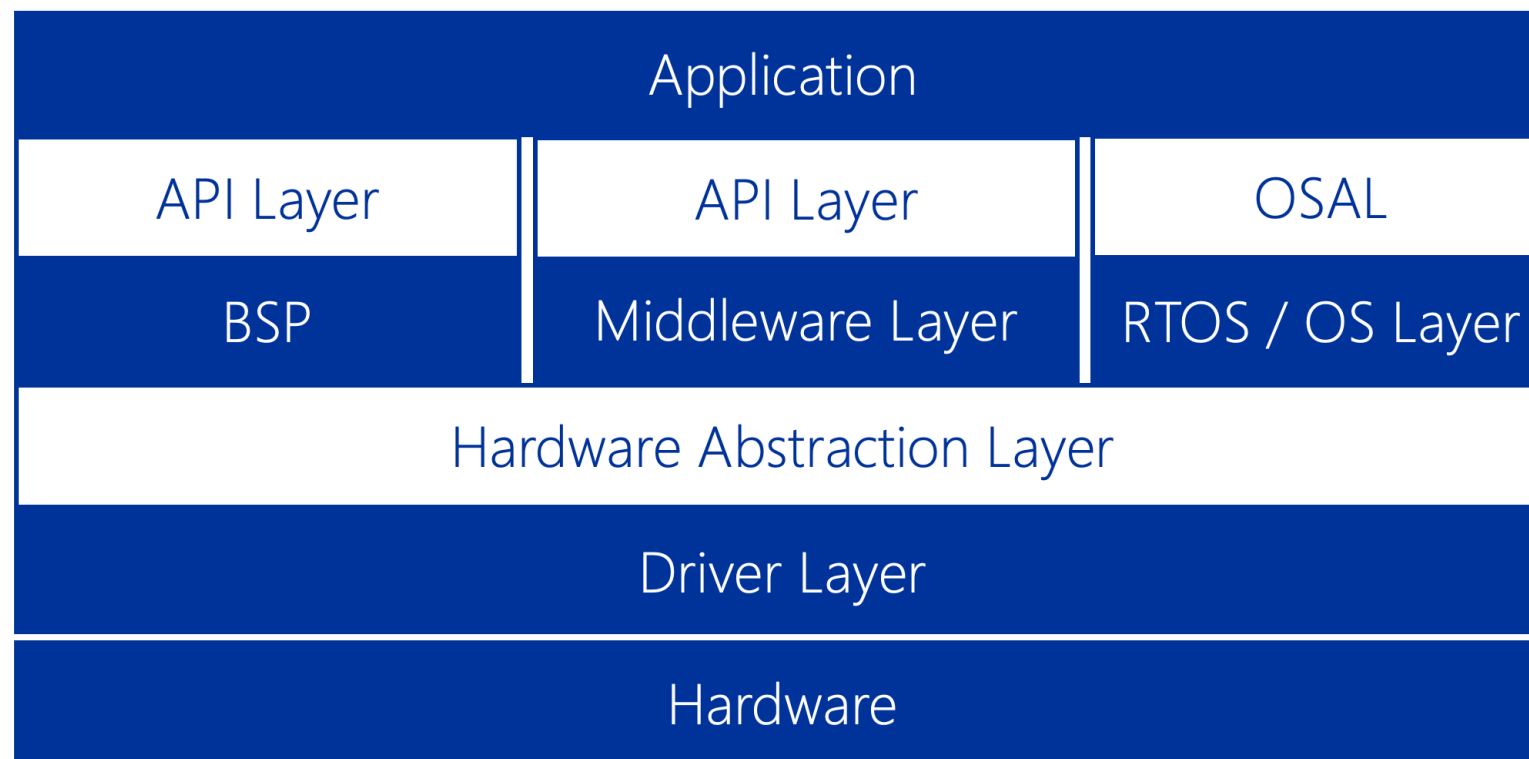 Application
API Layer
API Layer
OSAL
BSP
Middleware Layer
RTOS / OS Layer
Hardware Abstraction Layer
Driver Layer
Hardware